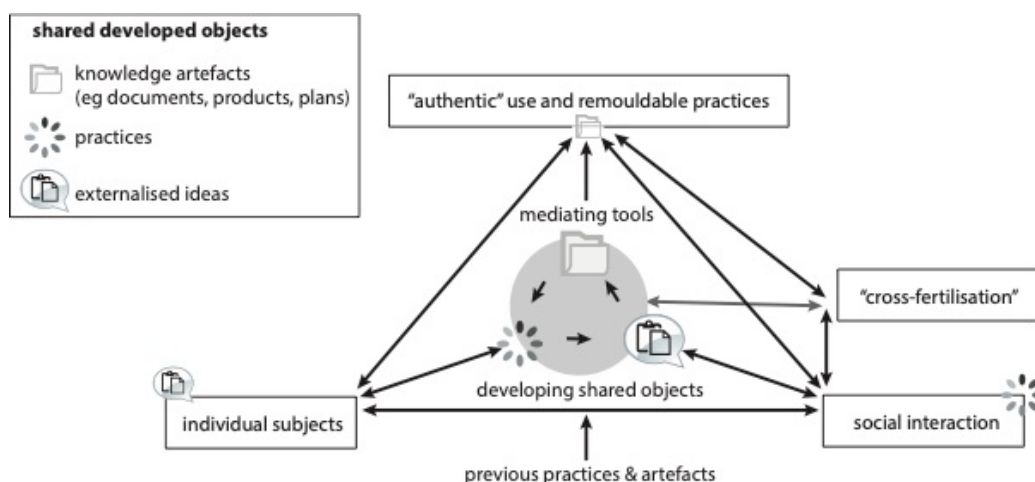 shared developed objects
knowledge artefacts
(eg documents, products, plans)
practices
externalised ideas
“authentic” use and remouldable practices
mediating tools
“cross-fertilisation”
developing shared objects
individual subjects
social interaction
previous practices & artefacts